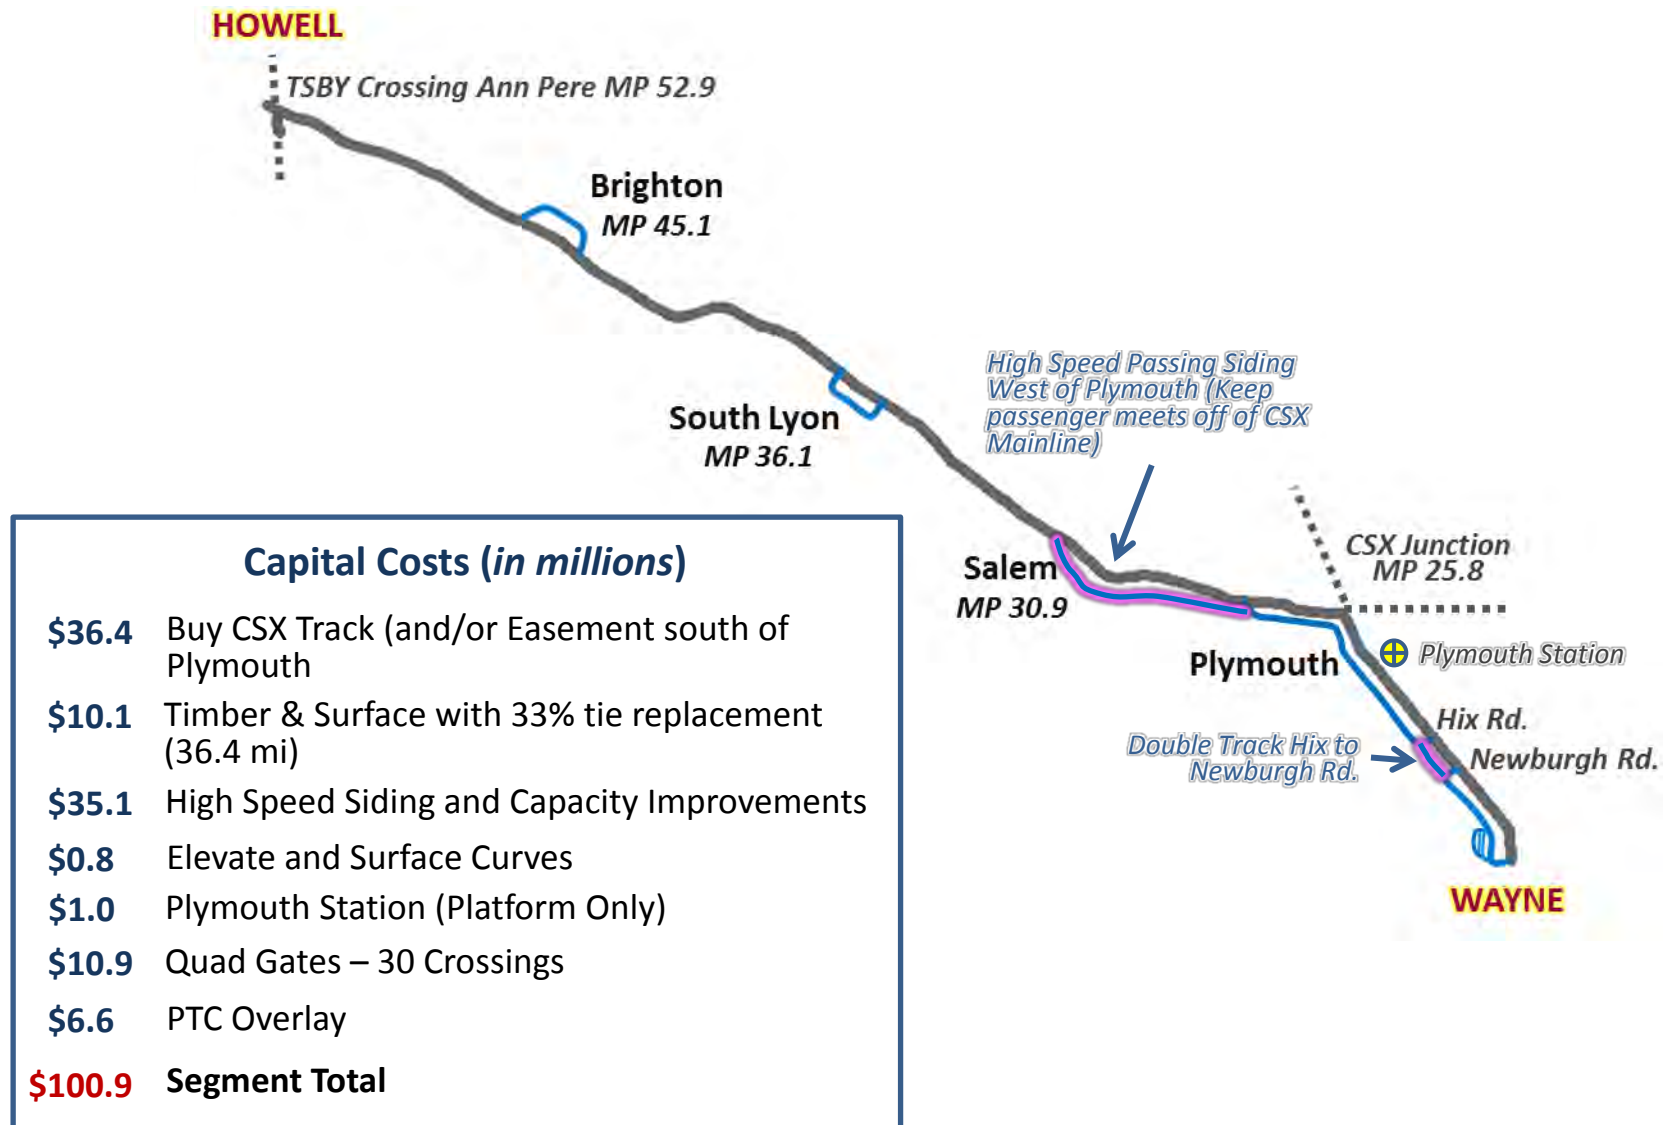 HOWELL
TSBY Crossing Ann Pere MP 52.9
Brighton
MP 45.1
South Lyon
MP 36.1
High Speed Passing Siding
West of Plymouth (Keep
passenger meets off of CSX
Mainline)
CSX Junction
MP 25.8
Salem
MP 30.9
Plymouth
Plymouth Station
Hix Rd.
Double Track Hix to
Newburgh Rd.
Newburgh Rd.
WAYNE
Capital Costs (in millions)
$36.4 Buy CSX Track (and/or Easement south of
Plymouth
$10.1 Timber & Surface with 33% tie replacement
(36.4 mi)
$35.1 High Speed Siding and Capacity Improvements
$0.8 Elevate and Surface Curves
$1.0 Plymouth Station (Platform Only)
$10.9 Quad Gates – 30 Crossings
$6.6 PTC Overlay
$100.9 Segment Total